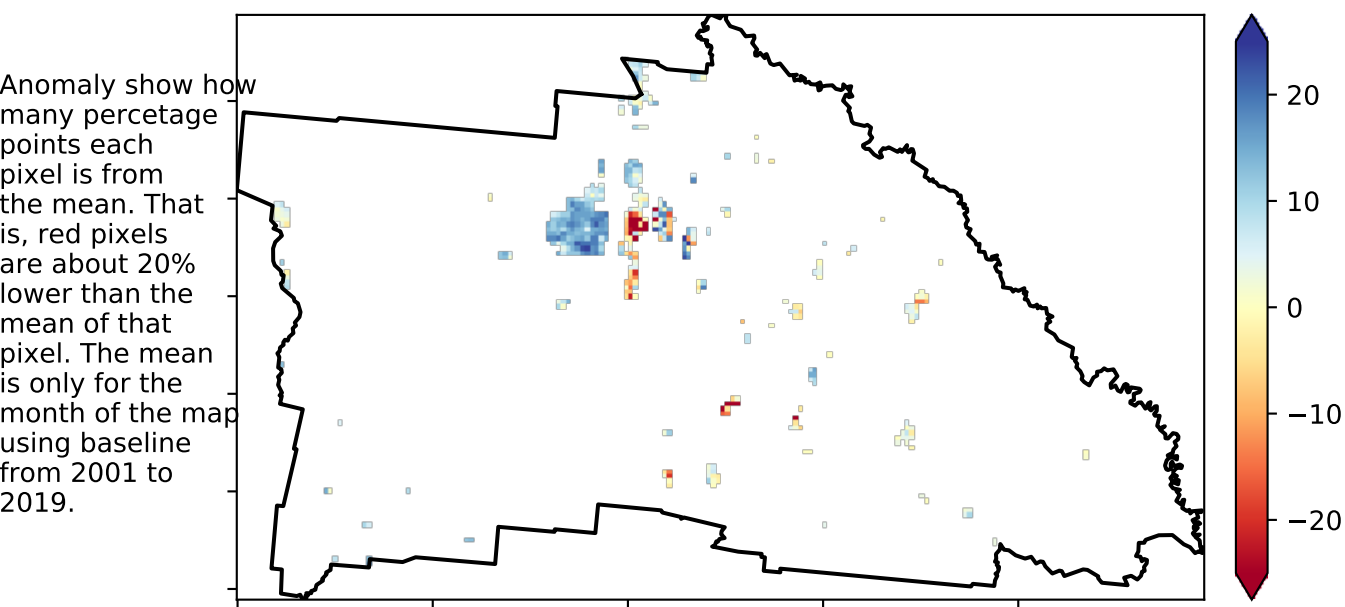 Anomaly show how
many percetage
points each
pixel is from
the mean. That
is, red pixels
are about 20%
lower than the
mean of that
pixel. The mean
is only for the
month of the map
using baseline
from 2001 to
2019.
20
10
0
−10
−20